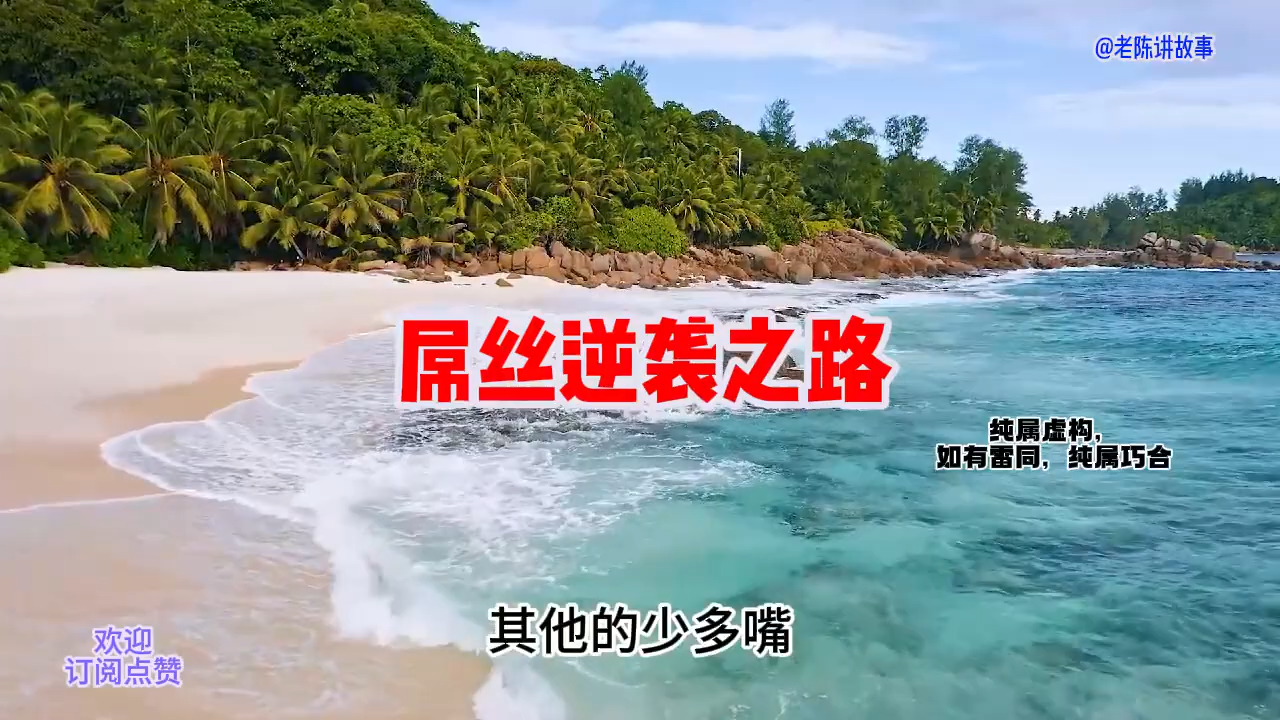 @老陈讲故事
屌丝逆袭之路
纯属虚构，
如有雷同，纯属巧合
其他的少多嘴
欢迎
订阅点赞